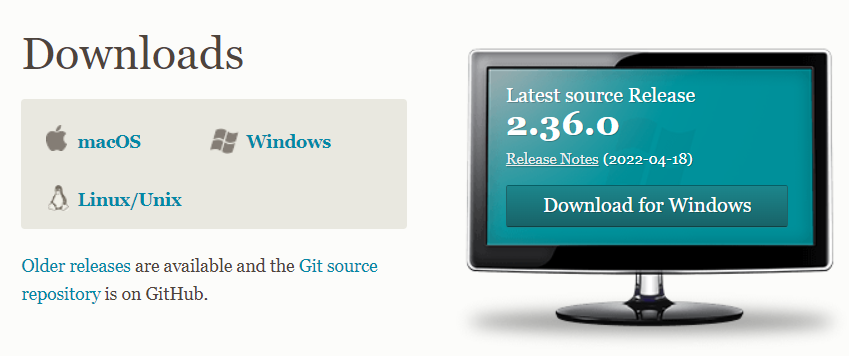 Downloads
macOS
Windows
Linux/Unix
Older releases are available and the Git source
repository is on GitHub.
Latest source Release
2.36.0
Release Notes (2022-04-18)
Download for Windows